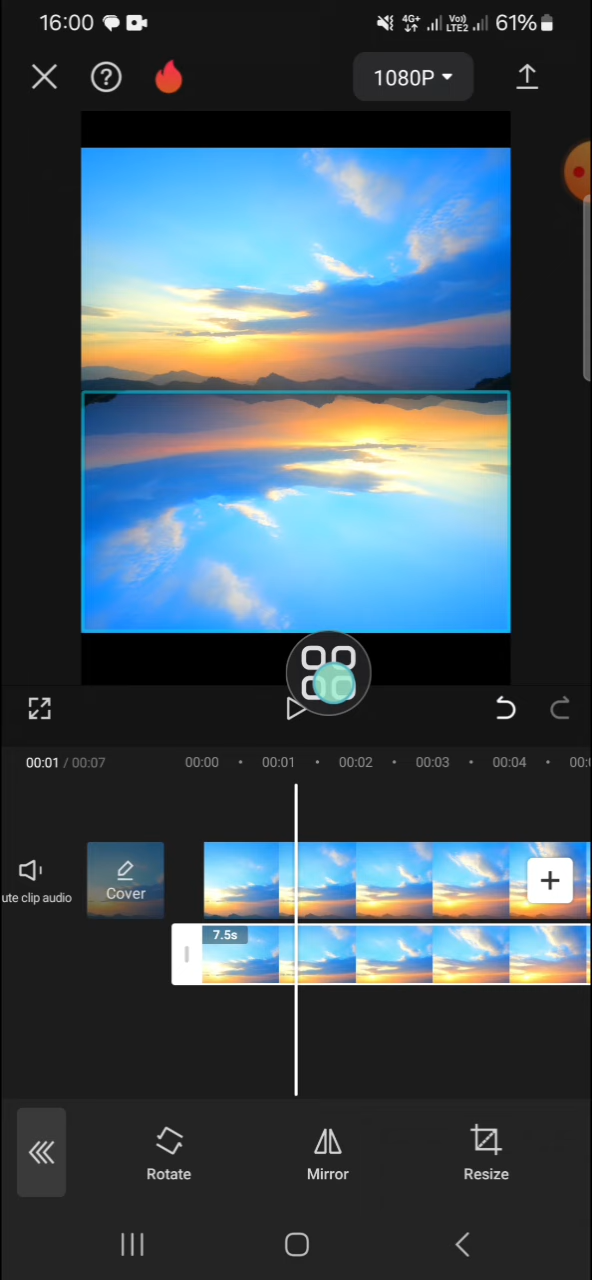 16:00
4G+
Vo))
LTE2
61%
?
1080P
00:01 / 00:07
00:00
00:01
00:02
00:03
00:04
ute clip audio
Cover
+
7.5s
Rotate
Mirror
Resize